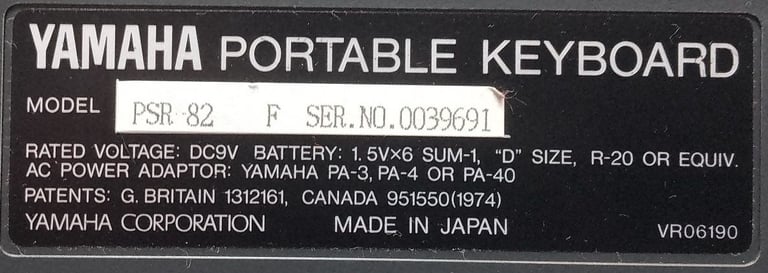 YAMAHA PORTABLE KEYBOARD
MODEL PSR-82 F SER.NO.0039691
RATED VOLTAGE: DC9V BATTERY: 1.5V×6 SUM-1, "D" SIZE, R-20 OR EQUIV.
AC POWER ADAPTOR: YAMAHA PA-3, PA-4 OR PA-40
PATENTS: G. BRITAIN 1312161, CANADA 951550(1974)
YAMAHA CORPORATION MADE IN JAPAN VR06190